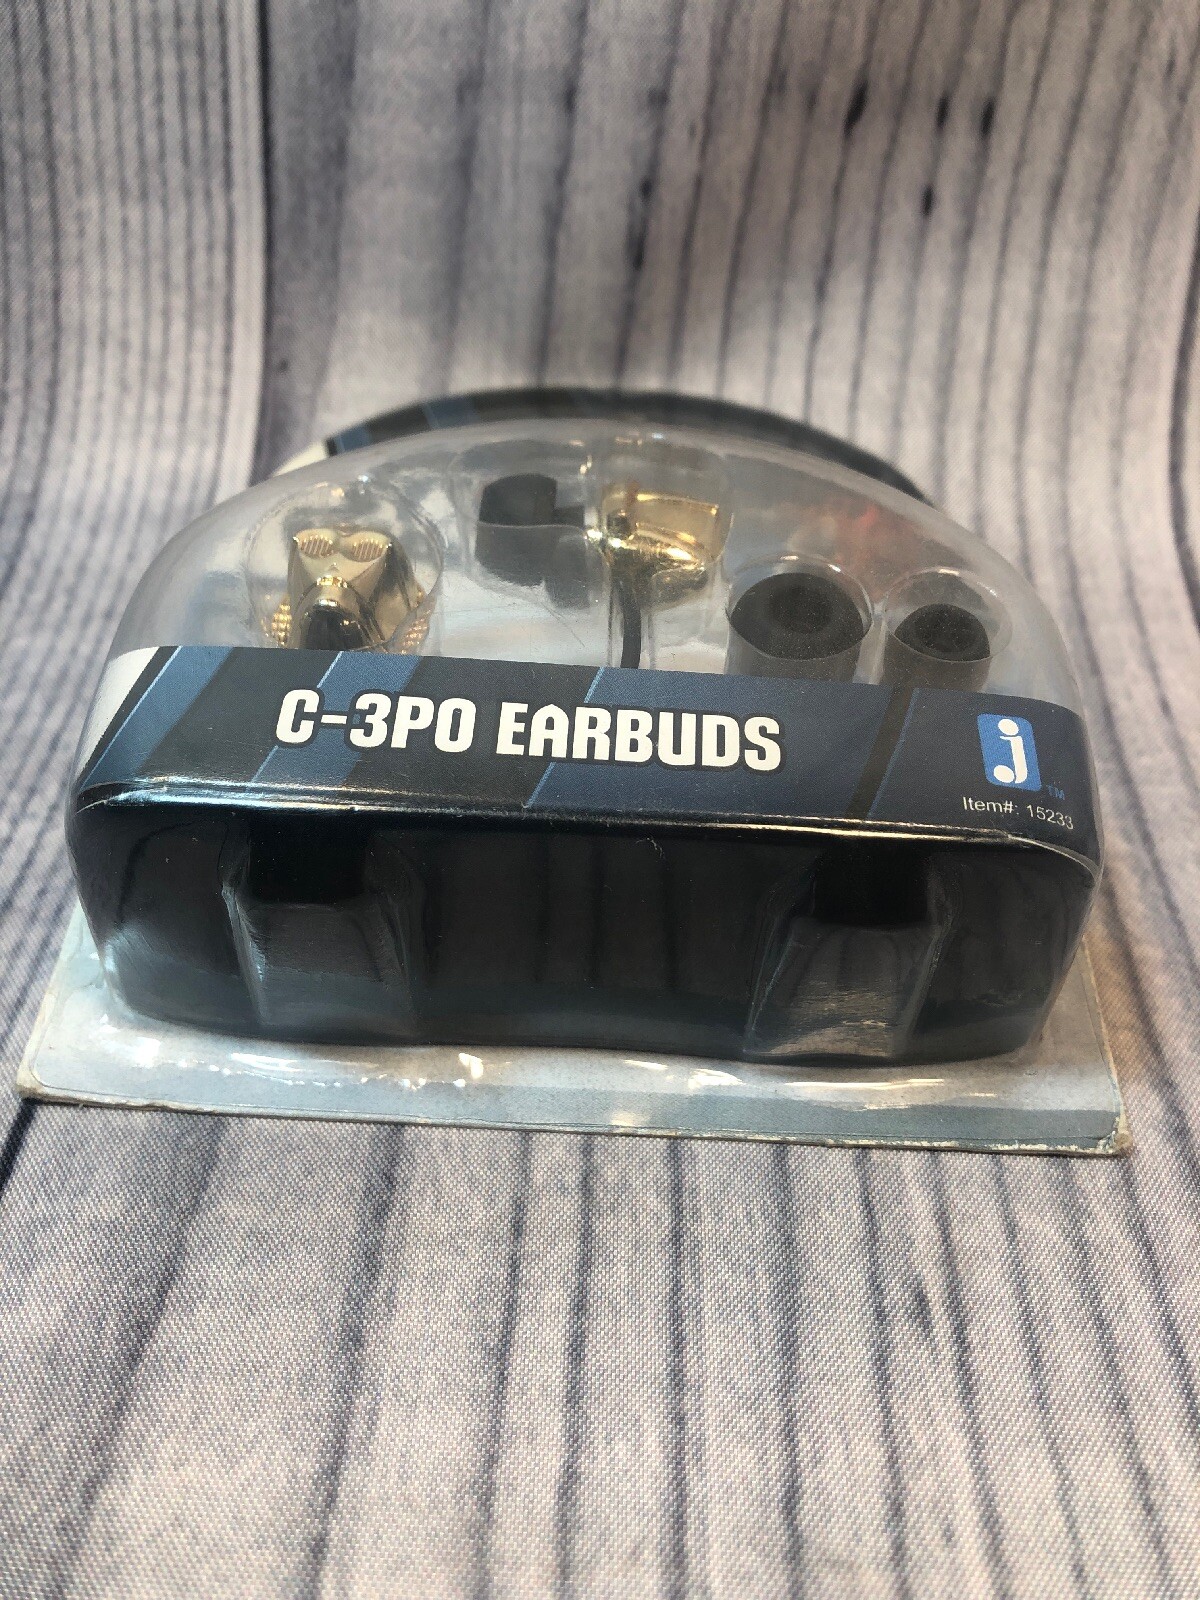 C-3PO EARBUDS
j
TM
Item#: 15233